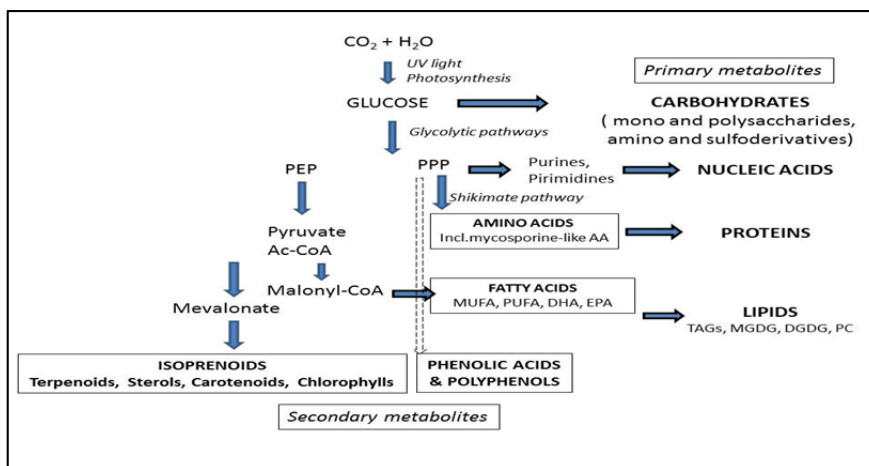 CO₂ + H₂O
UV light
Photosynthesis
Primary metabolites
GLUCOSE
CARBOHYDRATES
( mono and polysaccharides,
amino and sulfoderivatives)
Glycolytic pathways
PEP
PPP
Purines,
Pirimidines
NUCLEIC ACIDS
Shikimate pathway
Pyruvate
Ac-CoA
AMINO ACIDS
Incl.mycosporine-like AA
PROTEINS
Malonyl-CoA
Mevalonate
FATTY ACIDS
MUFA, PUFA, DHA, EPA
LIPIDS
TAGs, MGDG, DGDG, PC
ISOPRENOIDS
Terpenoids, Sterols, Carotenoids, Chlorophylls
PHENOLIC ACIDS
& POLYPHENOLS
Secondary metabolites